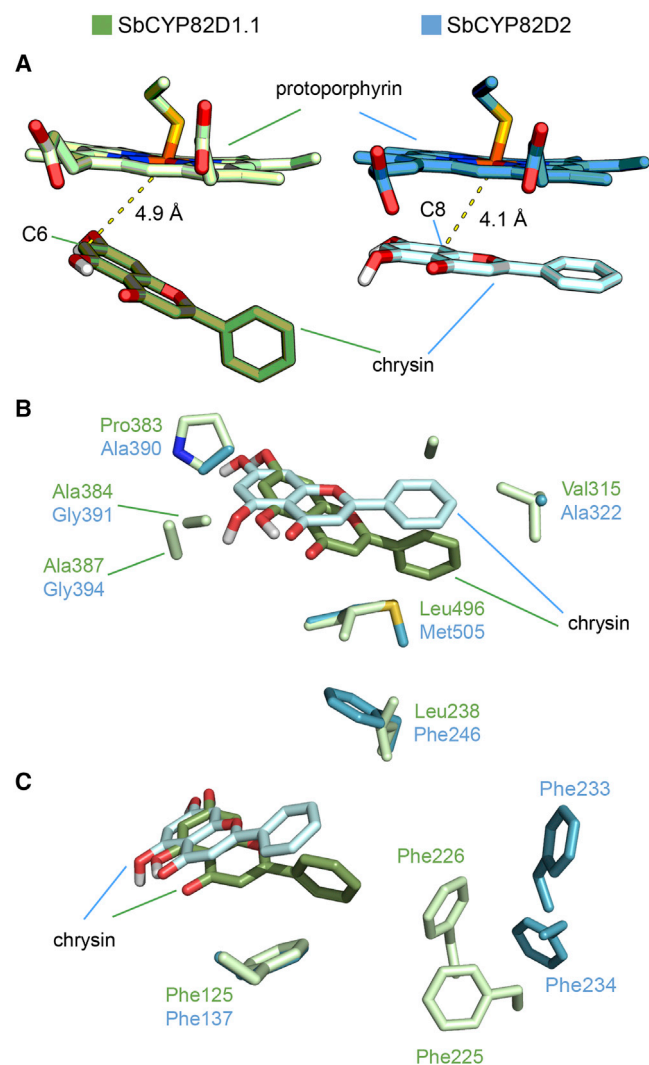 SbCYP82D1.1
SbCYP82D2
A
protoporphyrin
4.9 Å
C6
C8
4.1 Å
chrysin
B
Pro383
Ala390
Ala384
Gly391
Ala387
Gly394
Val315
Ala322
Leu496
Met505
chrysin
Leu238
Phe246
C
Phe233
Phe226
chrysin
Phe125
Phe137
Phe234
Phe225